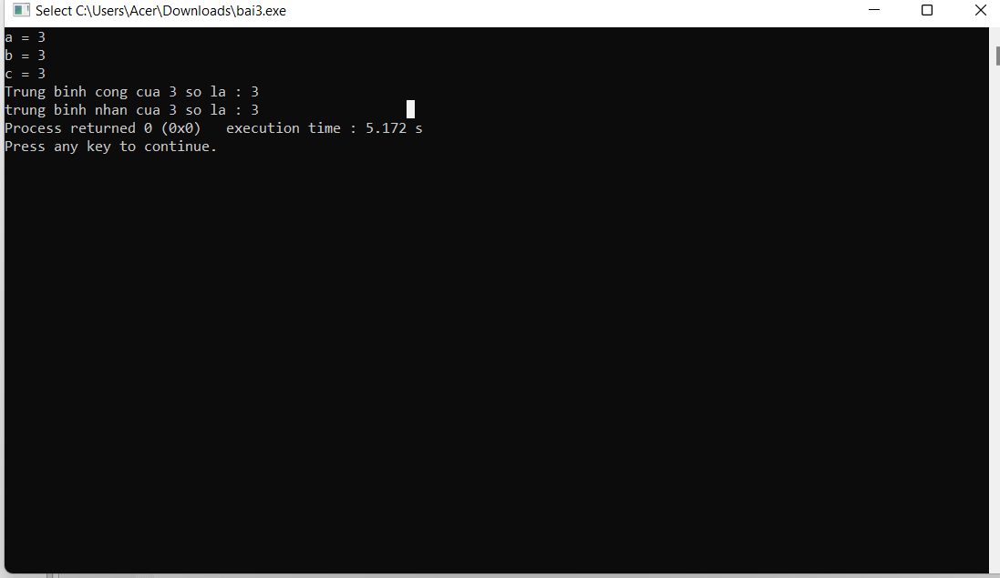 Select C:\Users\Acer\Downloads\bai3.exe
a = 3
b = 3
c = 3
Trung binh cong cua 3 so la : 3
trung binh nhan cua 3 so la : 3
Process returned 0 (0x0)   execution time : 5.172 s
Press any key to continue.